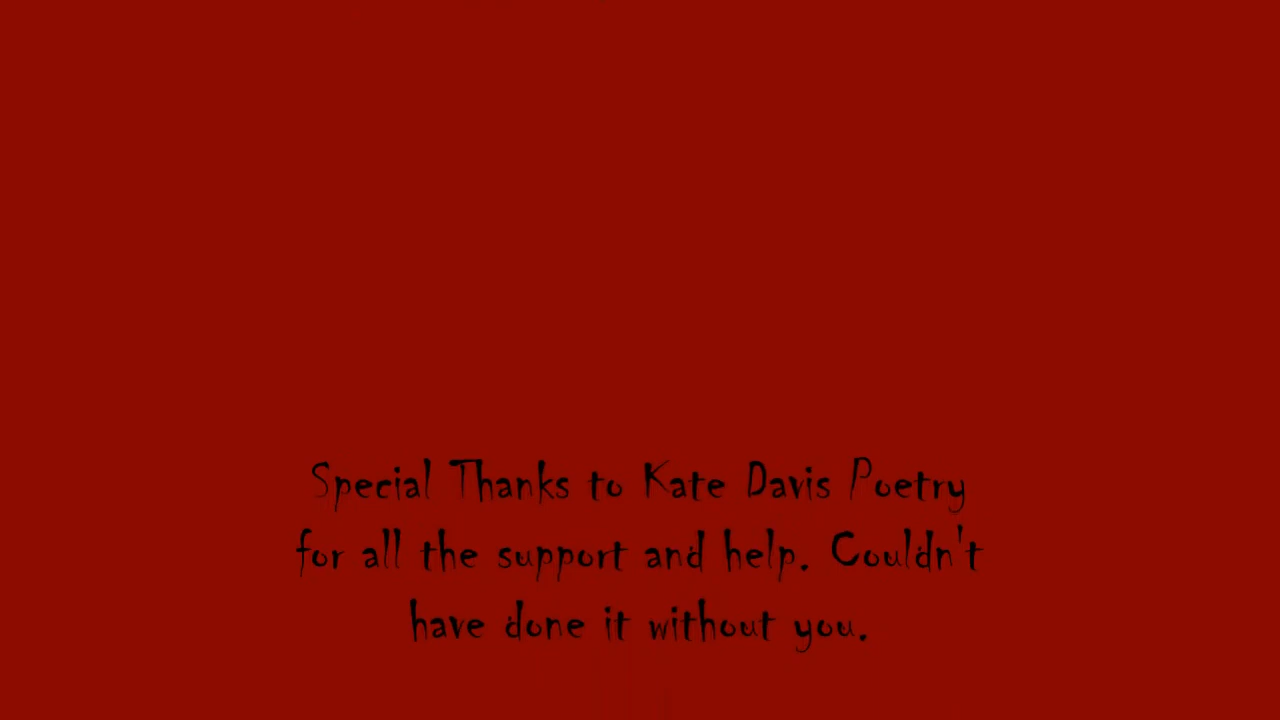 Special Thanks to Kate Davis Poetry
for all the support and help. Couldn't
have done it without you.